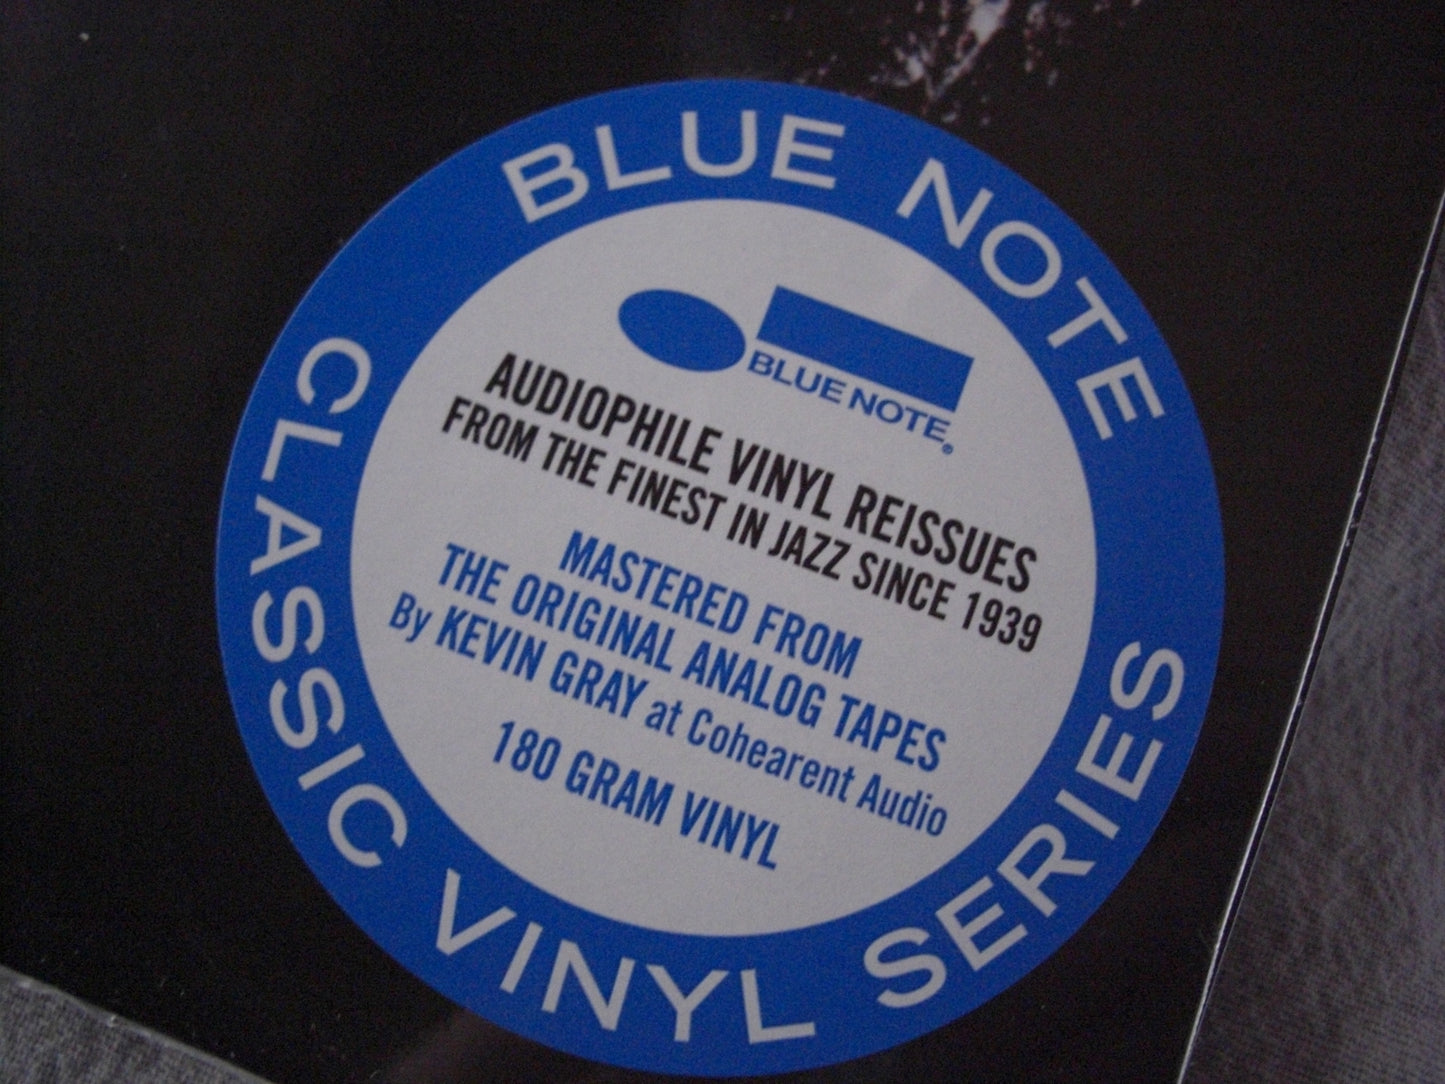 BLUE NOTE
CLASSIC VINYL SERIES
BLUE NOTE®
AUDIOPHILE VINYL REISSUES
FROM THE FINEST IN JAZZ SINCE 1939
MASTERED FROM
THE ORIGINAL ANALOG TAPES
By KEVIN GRAY at Cohearent Audio
180 GRAM VINYL